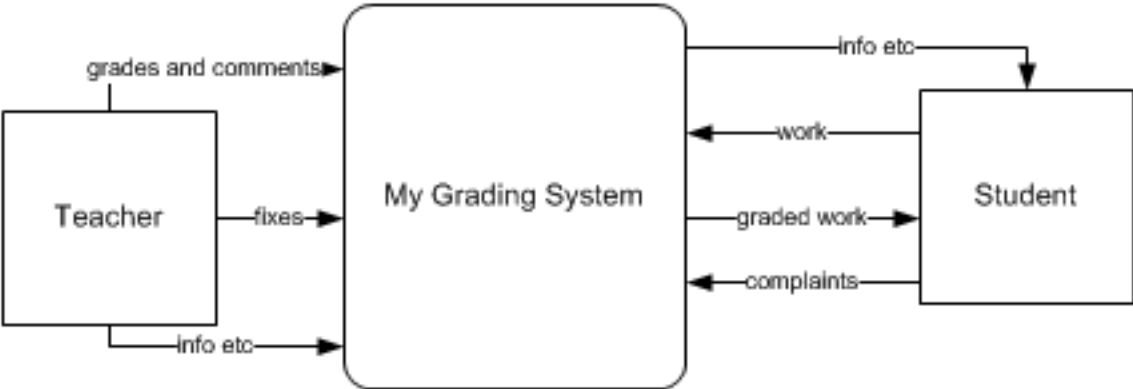 grades and comments
Teacher
fixes
info etc
My Grading System
info etc
work
graded work
complaints
Student